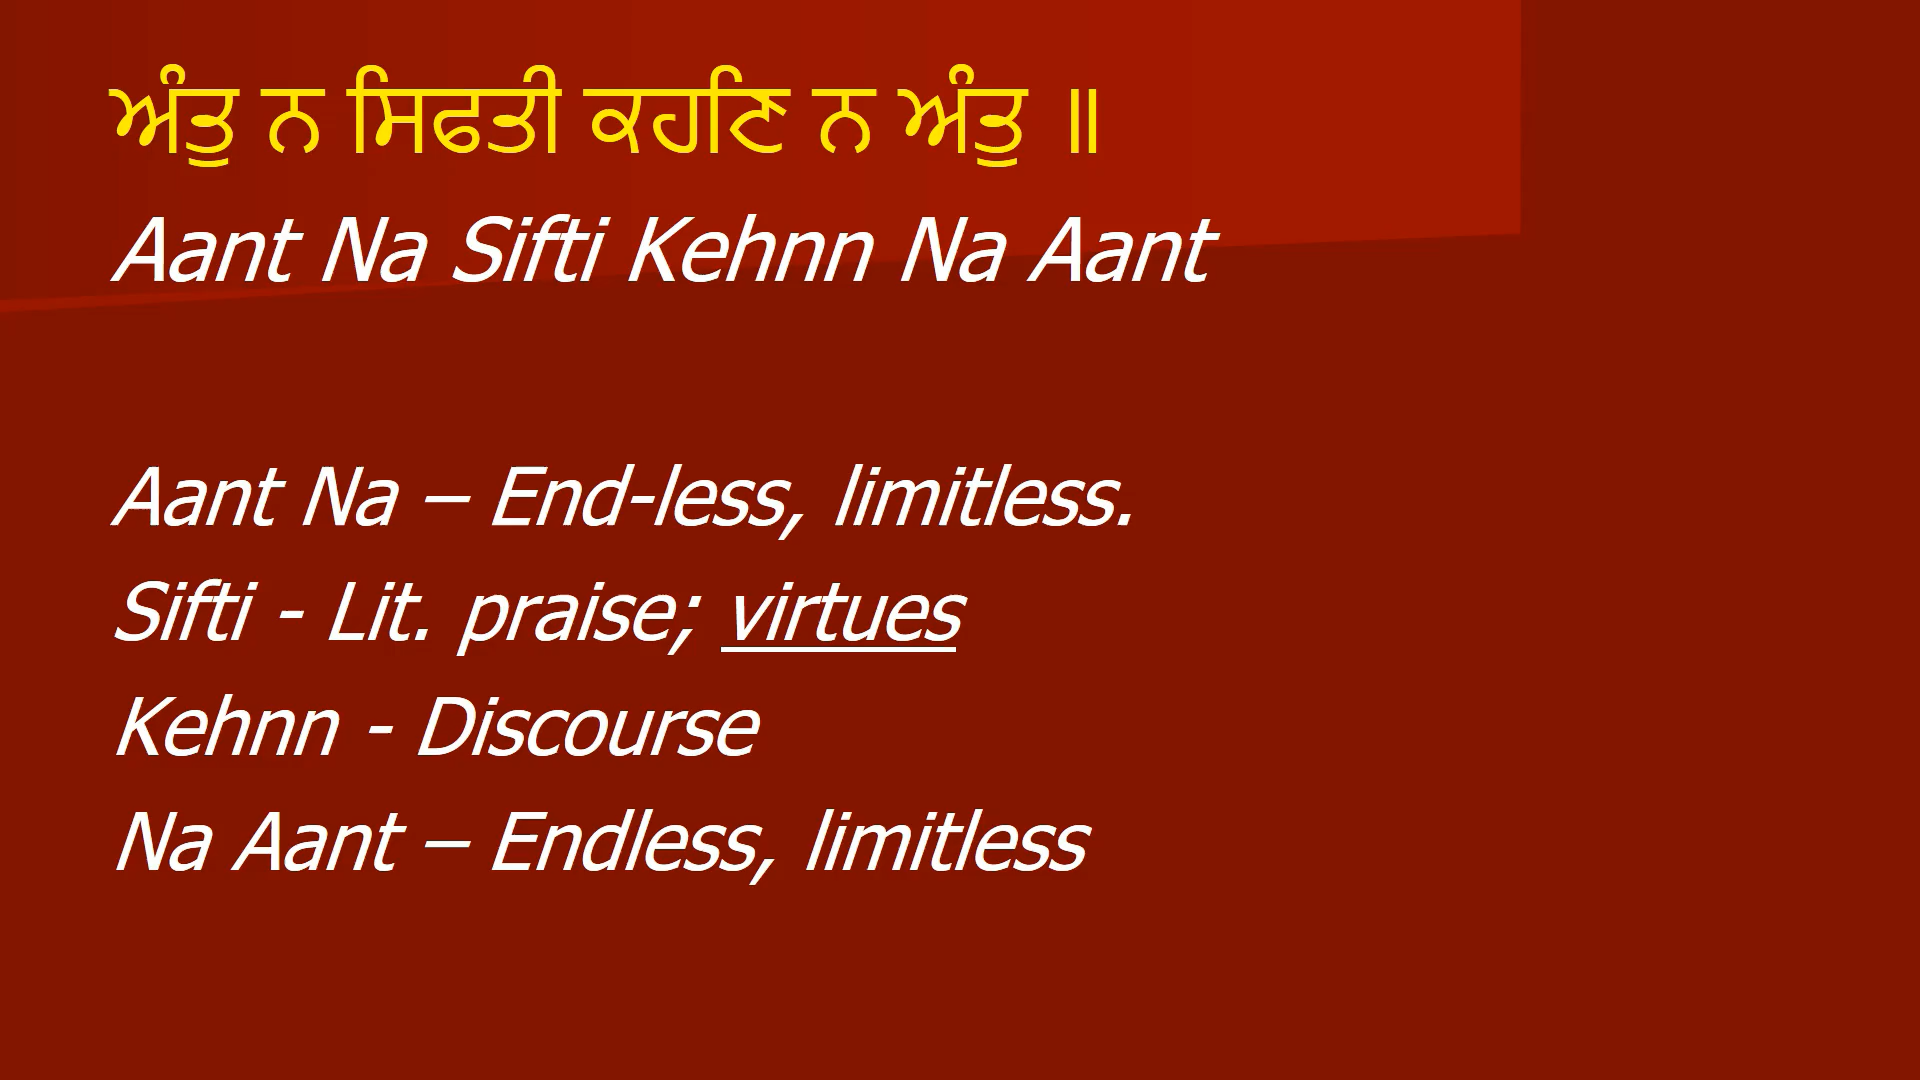 ਅੰਤੁ ਨ ਸਿਫਤੀ ਕਹਣਿ ਨ ਅੰਤੁ ॥
Aant Na Sifti Kehnn Na Aant
Aant Na – End-less, limitless.
Sifti - Lit. praise; virtues
Kehnn - Discourse
Na Aant – Endless, limitless